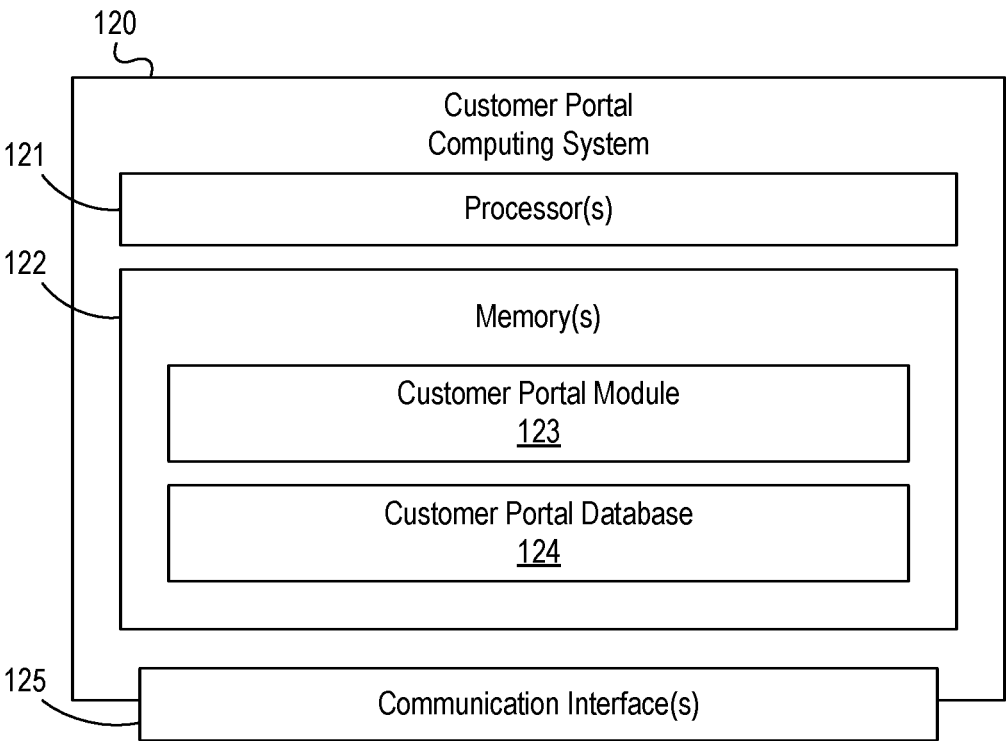 120
Customer Portal
Computing System
121
Processor(s)
122
Memory(s)
Customer Portal Module
123
Customer Portal Database
124
125
Communication Interface(s)